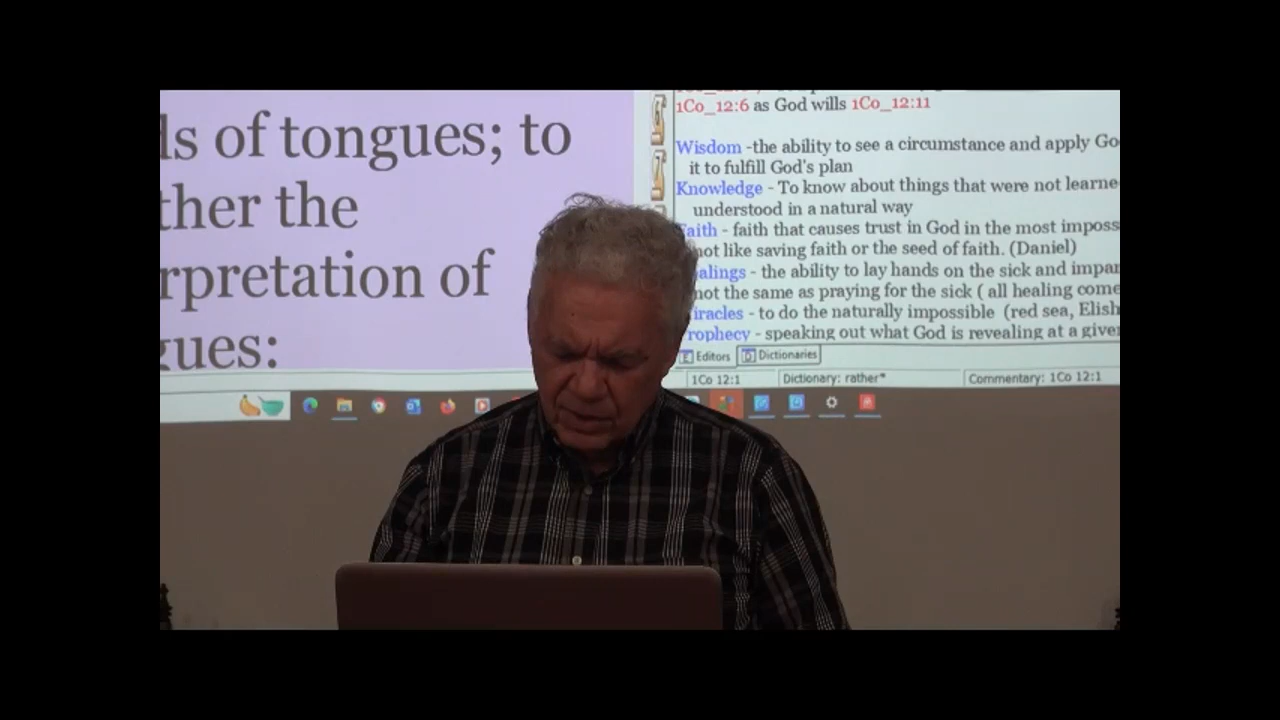 ds of tongues; to
ther the
rpretation of
gues:
1Co_12:6 as God wills 1Co_12:11
Wisdom -the ability to see a circumstance and apply Go
it to fulfill God's plan
Knowledge - To know about things that were not learne
understood in a natural way
Faith - faith that causes trust in God in the most imposs
not like saving faith or the seed of faith. (Daniel)
alings - the ability to lay hands on the sick and impar
not the same as praying for the sick ( all healing come
iracles - to do the naturally impossible (red sea, Elish
rophecy - speaking out what God is revealing at a given
Editors
Dictionaries
1Co 12:1
Dictionary: rather*
Commentary: 1Co 12:1